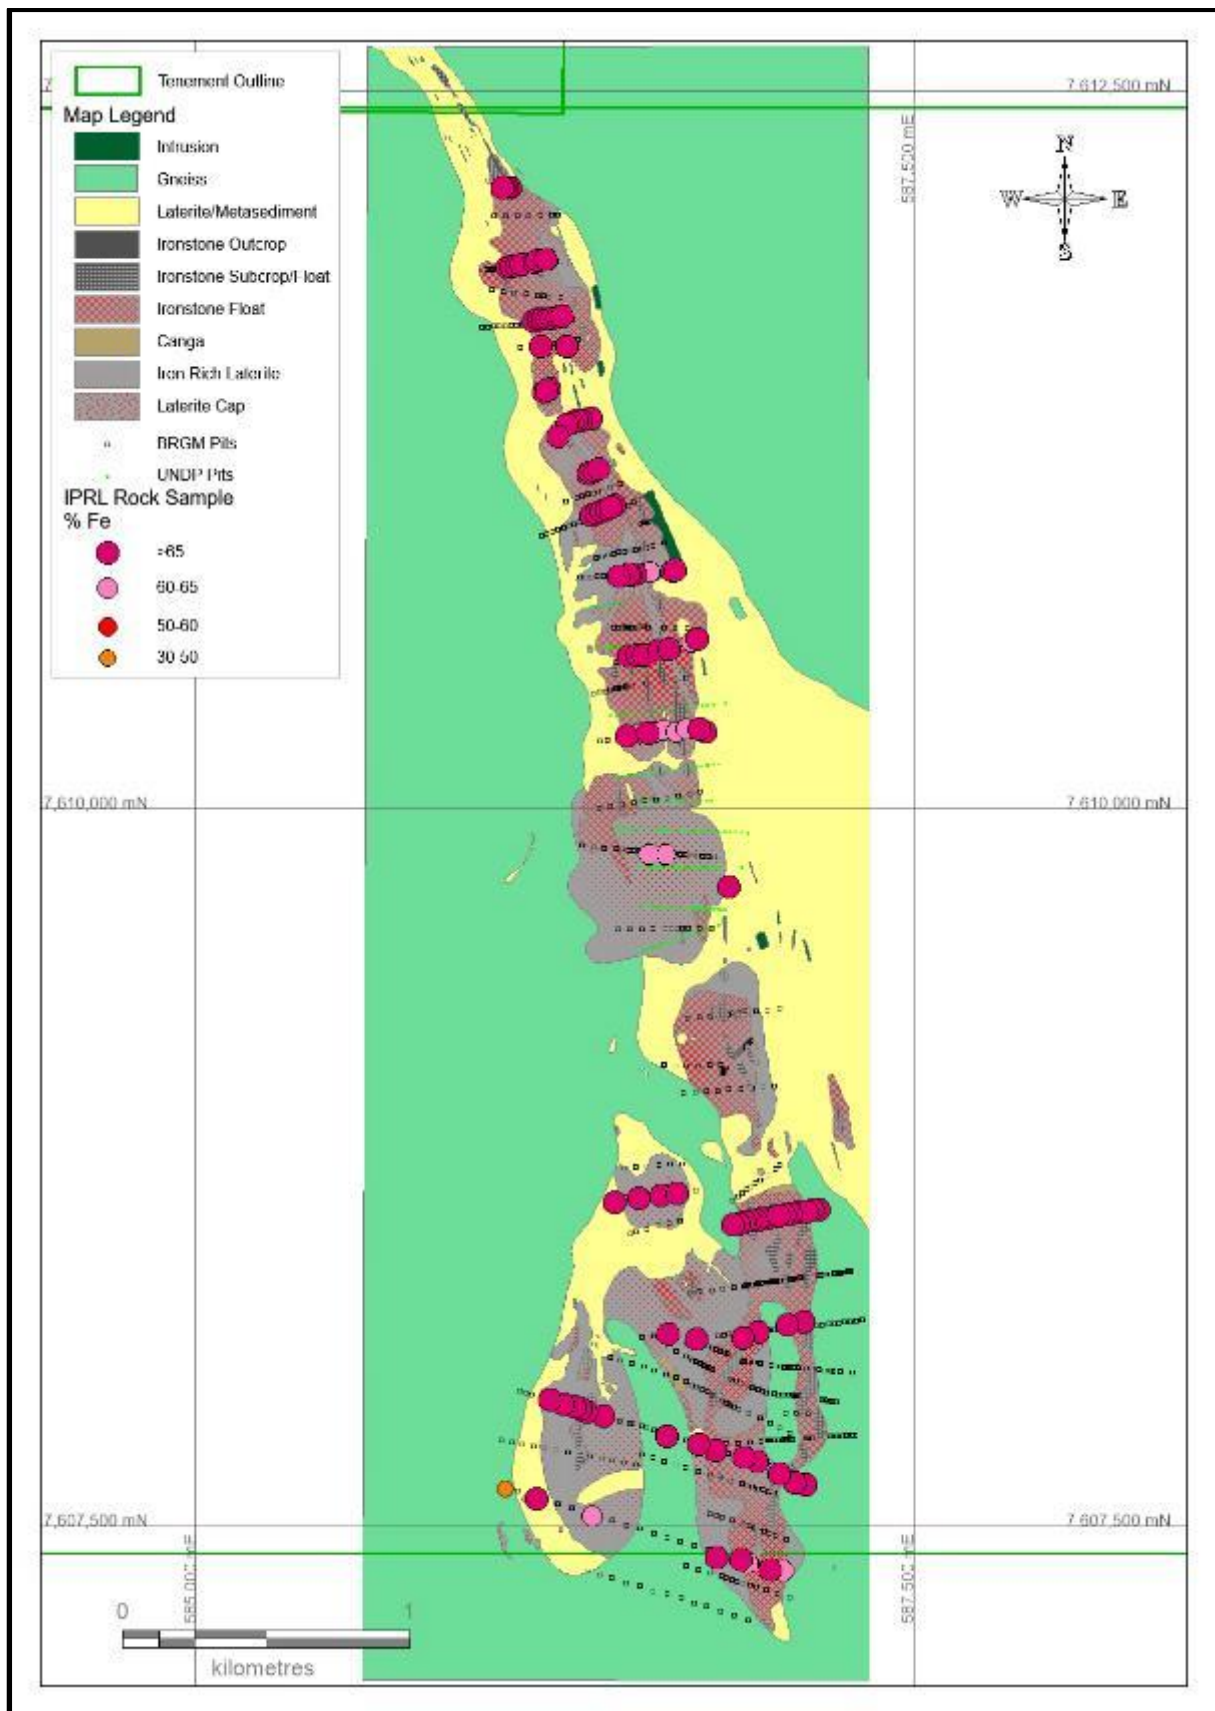 Tenement Outline
Map Legend
Intrusion
Gneiss
Laterite/Metasediment
Ironstone Outcrop
Ironstone Subcrop/Float
Ironstone Float
Canga
Iron Rich Laterite
Laterite Cap
BRGM Pits
UNDP Pits
IPRL Rock Sample
% Fe
>65
60-65
50-60
30-50
7,612,500 mN
587,500 mE
N
W E
S
7,610,000 mN
7,610,000 mN
7,607,500 mN
7,607,500 mN
585,000 mE
587,500 mE
0 1
kilometres